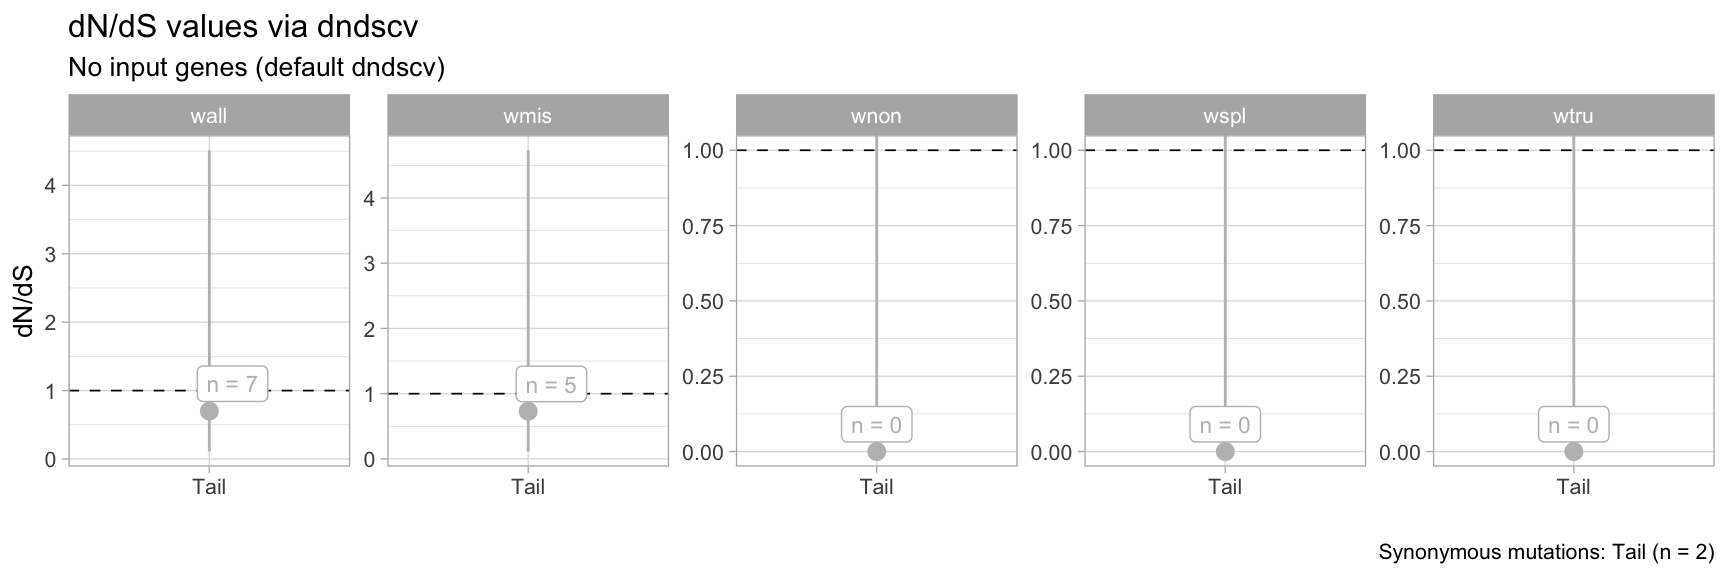 dN/dS values via dndscv
No input genes (default dndscv)
wall
wmis
wnon
wspl
wtru
dN/dS
4
3
2
1
0
n = 7
Tail
4
3
2
1
0
n = 5
Tail
1.00
0.75
0.50
0.25
0.00
n = 0
Tail
1.00
0.75
0.50
0.25
0.00
n = 0
Tail
1.00
0.75
0.50
0.25
0.00
n = 0
Tail
Synonymous mutations: Tail (n = 2)